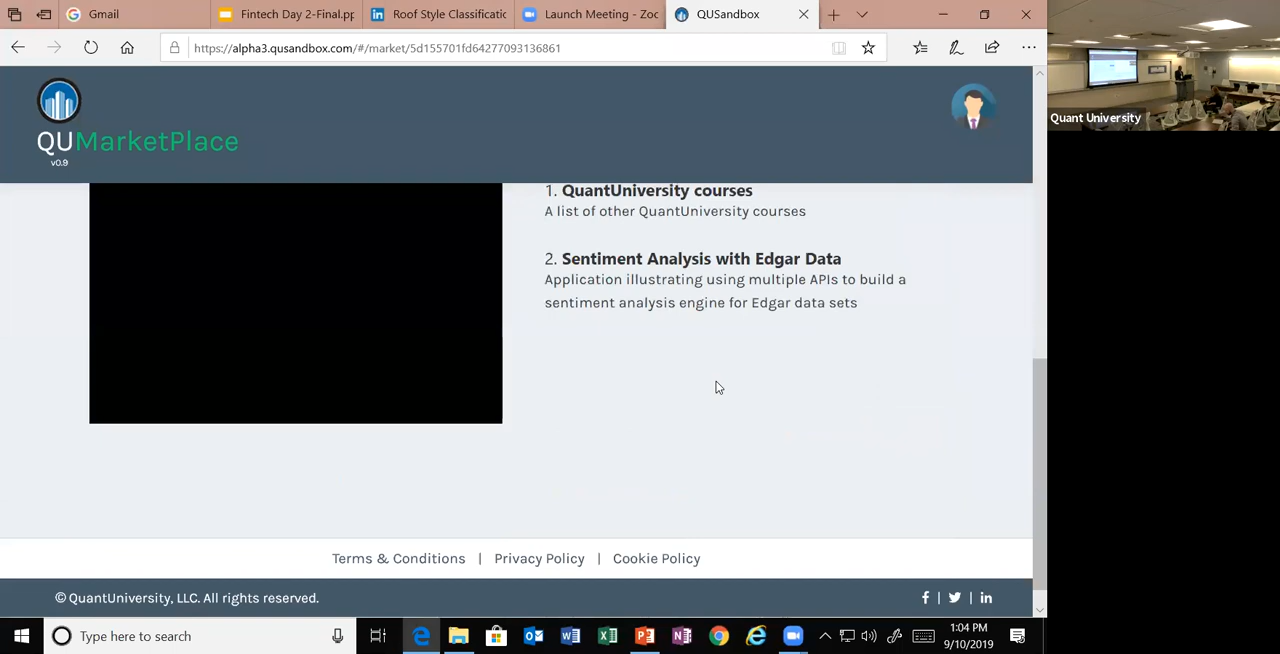 Gmail
Fintech Day 2-Final.pp
Roof Style Classificatio
Launch Meeting - Zoc
QUSandbox
https://alpha3.qusandbox.com/#/market/5d155701fd64277093136861
QUMarketPlace
v0.9
1. QuantUniversity courses
A list of other QuantUniversity courses
2. Sentiment Analysis with Edgar Data
Application illustrating using multiple APIs to build a
sentiment analysis engine for Edgar data sets
Terms & Conditions | Privacy Policy | Cookie Policy
© QuantUniversity, LLC. All rights reserved.
Type here to search
1:04 PM
9/10/2019
Quant University